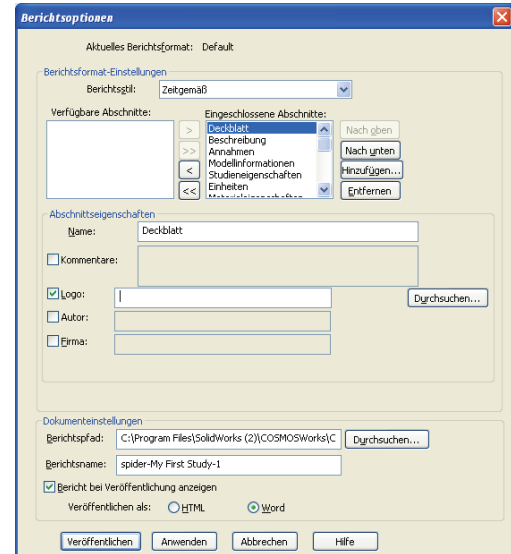 Berichtsoptionen
Aktuelles Berichtsformat: Default
Berichtsformat-Einstellungen
Berichtsstil: Zeitgemäß
Verfügbare Abschnitte:
Eingeschlossene Abschnitte:
>
>>
<
<<
Deckblatt
Beschreibung
Annahmen
Modellinformationen
Studieneigenschaften
Einheiten
Materialeigenschaften
Nach oben
Nach unten
Hinzufügen...
Entfernen
Abschnittseigenschaften
Name: Deckblatt
Kommentare:
Logo:
Durchsuchen...
Autor:
Firma:
Dokumenteinstellungen
Berichtspfad: C:\Program Files\SolidWorks (2)\COSMOSWorks\C Durchsuchen...
Berichtsname: spider-My First Study-1
Bericht bei Veröffentlichung anzeigen
Veröffentlichen als: HTML Word
Veröffentlichen Anwenden Abbrechen Hilfe